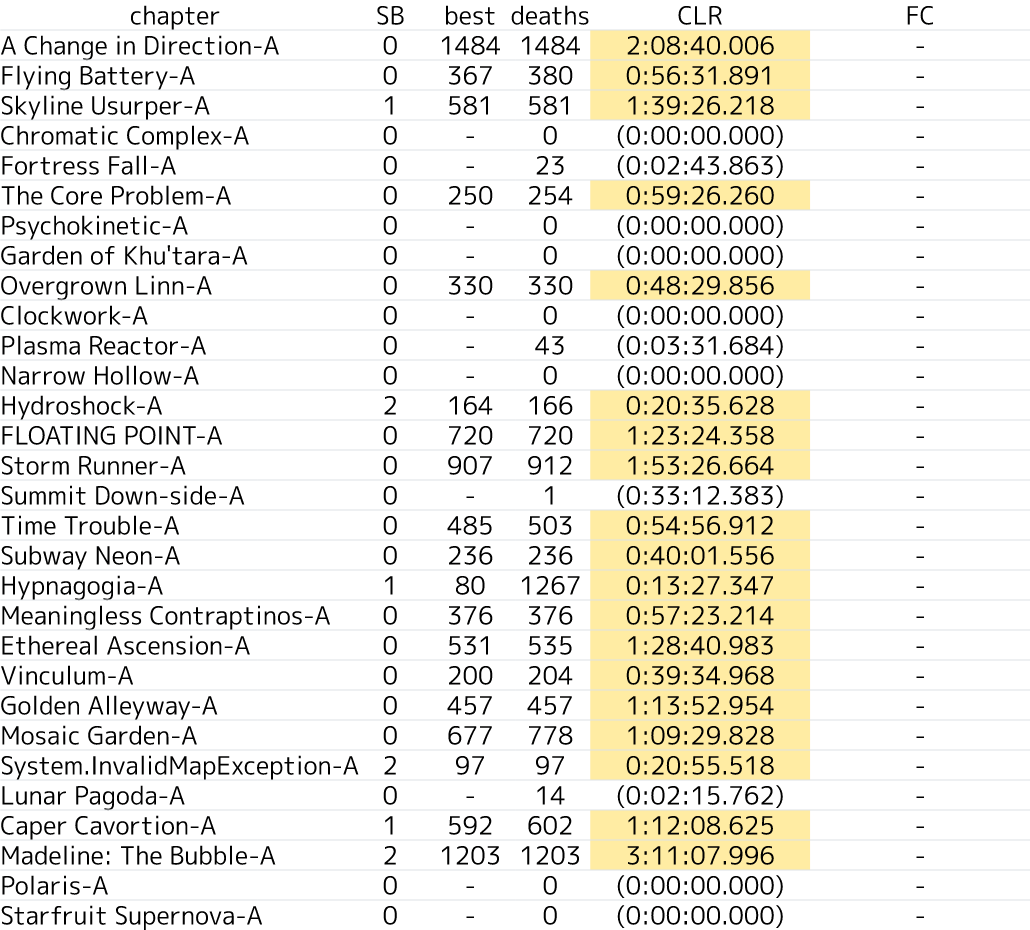 chapter SB best deaths CLR FC
A Change in Direction-A 0 1484 1484 2:08:40.006 -
Flying Battery-A 0 367 380 0:56:31.891 -
Skyline Usurper-A 1 581 581 1:39:26.218 -
Chromatic Complex-A 0 - 0 (0:00:00.000) -
Fortress Fall-A 0 - 23 (0:02:43.863) -
The Core Problem-A 0 250 254 0:59:26.260 -
Psychokinetic-A 0 - 0 (0:00:00.000) -
Garden of Khu'tara-A 0 - 0 (0:00:00.000) -
Overgrown Linn-A 0 330 330 0:48:29.856 -
Clockwork-A 0 - 0 (0:00:00.000) -
Plasma Reactor-A 0 - 43 (0:03:31.684) -
Narrow Hollow-A 0 - 0 (0:00:00.000) -
Hydroshock-A 2 164 166 0:20:35.628 -
FLOATING POINT-A 0 720 720 1:23:24.358 -
Storm Runner-A 0 907 912 1:53:26.664 -
Summit Down-side-A 0 - 1 (0:33:12.383) -
Time Trouble-A 0 485 503 0:54:56.912 -
Subway Neon-A 0 236 236 0:40:01.556 -
Hypnagogia-A 1 80 1267 0:13:27.347 -
Meaningless Contraptinos-A 0 376 376 0:57:23.214 -
Ethereal Ascension-A 0 531 535 1:28:40.983 -
Vinculum-A 0 200 204 0:39:34.968 -
Golden Alleyway-A 0 457 457 1:13:52.954 -
Mosaic Garden-A 0 677 778 1:09:29.828 -
System.InvalidMapException-A 2 97 97 0:20:55.518 -
Lunar Pagoda-A 0 - 14 (0:02:15.762) -
Caper Cavortion-A 1 592 602 1:12:08.625 -
Madeline: The Bubble-A 2 1203 1203 3:11:07.996 -
Polaris-A 0 - 0 (0:00:00.000) -
Starfruit Supernova-A 0 - 0 (0:00:00.000) -